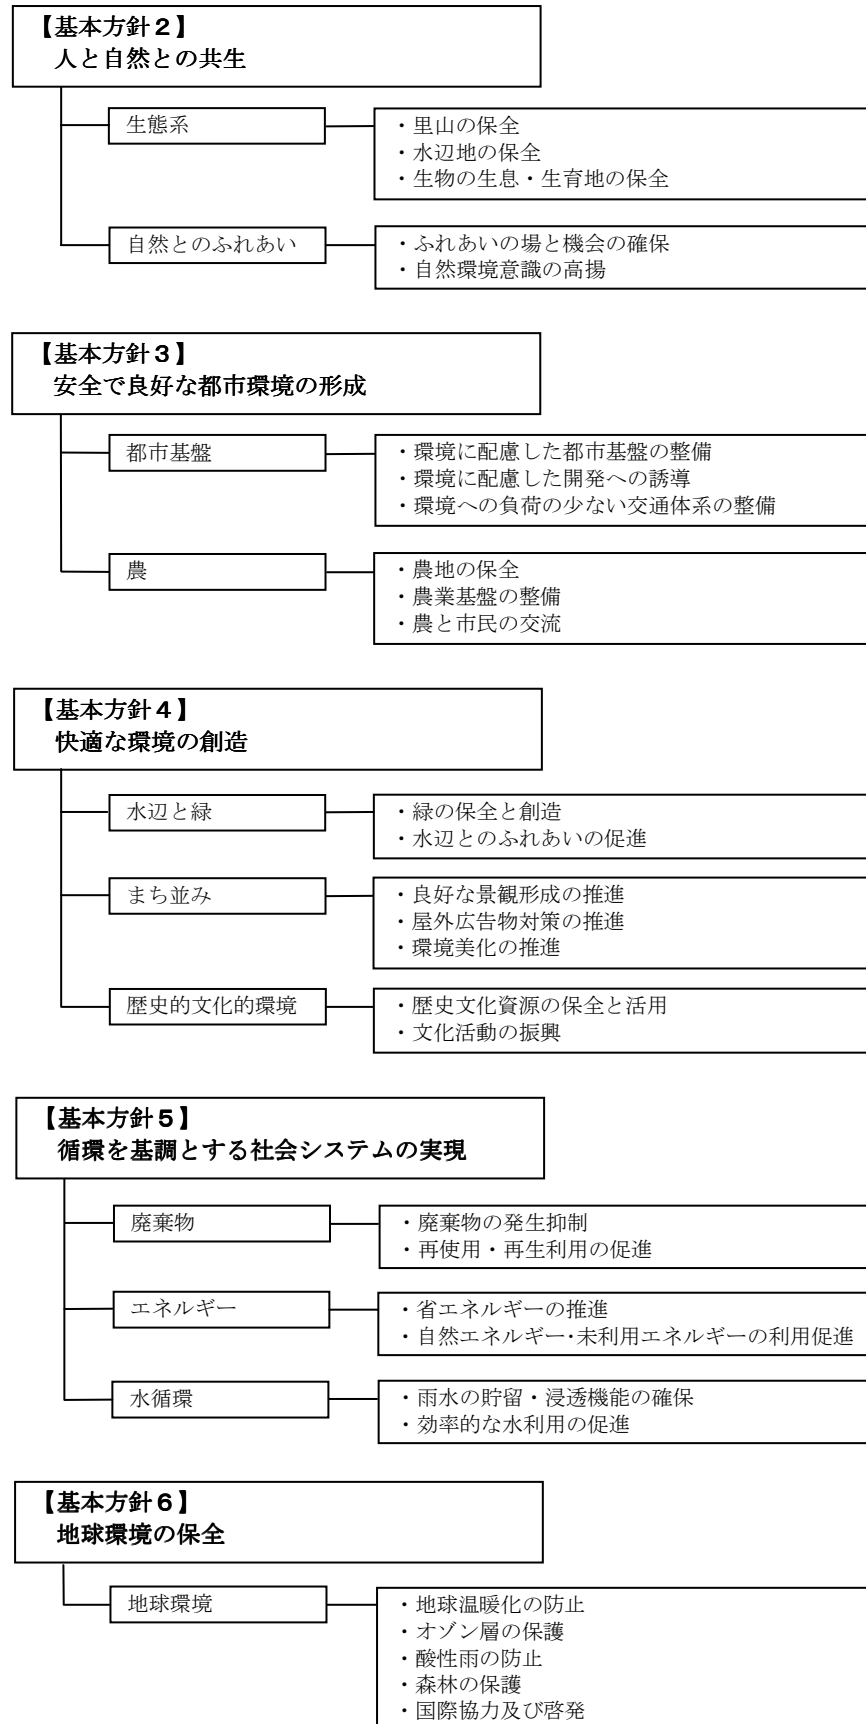 【基本方針２】
人と自然との共生
生態系
・里山の保全
・水辺地の保全
・生物の生息・生育地の保全
自然とのふれあい
・ふれあいの場と機会の確保
・自然環境意識の高揚
【基本方針３】
安全で良好な都市環境の形成
都市基盤
・環境に配慮した都市基盤の整備
・環境に配慮した開発への誘導
・環境への負荷の少ない交通体系の整備
農
・農地の保全
・農業基盤の整備
・農と市民の交流
【基本方針４】
快適な環境の創造
水辺と緑
・緑の保全と創造
・水辺とのふれあいの促進
まち並み
・良好な景観形成の推進
・屋外広告物対策の推進
・環境美化の推進
歴史的文化的環境
・歴史文化資源の保全と活用
・文化活動の振興
【基本方針５】
循環を基調とする社会システムの実現
廃棄物
・廃棄物の発生抑制
・再使用・再生利用の促進
エネルギー
・省エネルギーの推進
・自然エネルギー・未利用エネルギーの利用促進
水循環
・雨水の貯留・浸透機能の確保
・効率的な水利用の促進
【基本方針６】
地球環境の保全
地球環境
・地球温暖化の防止
・オゾン層の保護
・酸性雨の防止
・森林の保護
・国際協力及び啓発